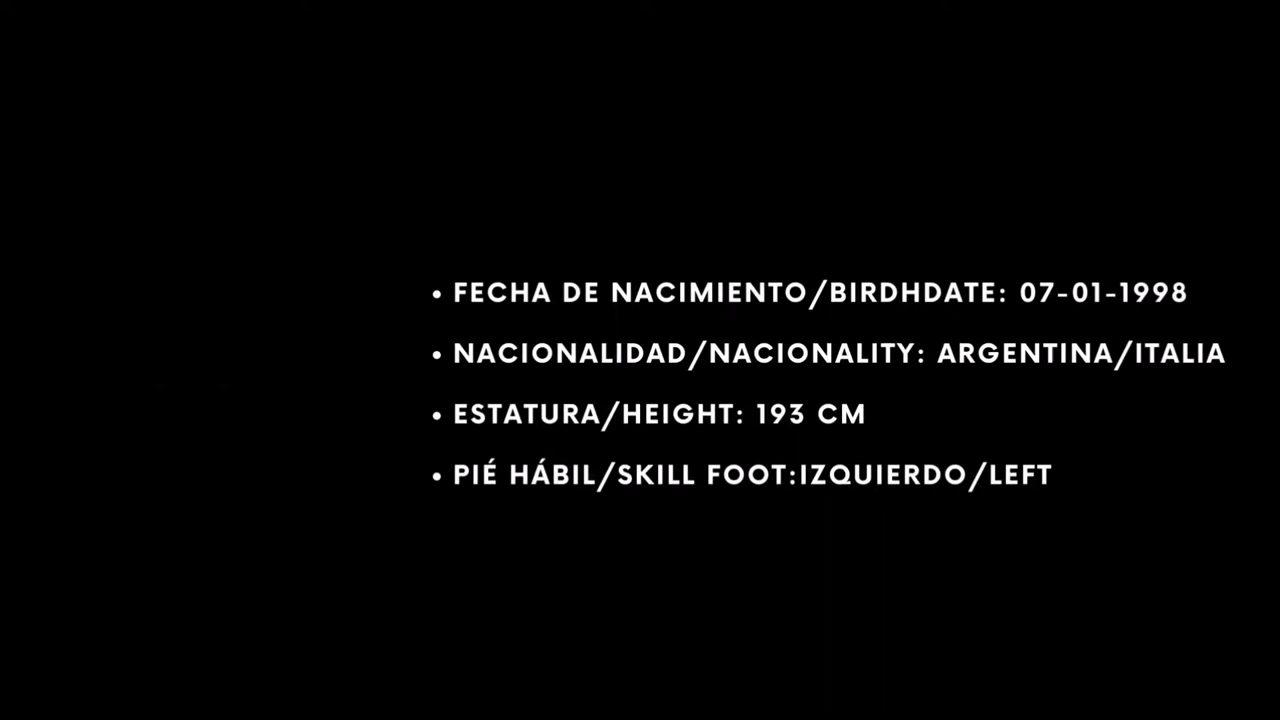 • FECHA DE NACIMIENTO/BIRDHDATE: 07-01-1998
• NACIONALIDAD/NACIONALITY: ARGENTINA/ITALIA
• ESTATURA/HEIGHT: 193 CM
• PIÉ HÁBIL/SKILL FOOT:IZQUIERDO/LEFT